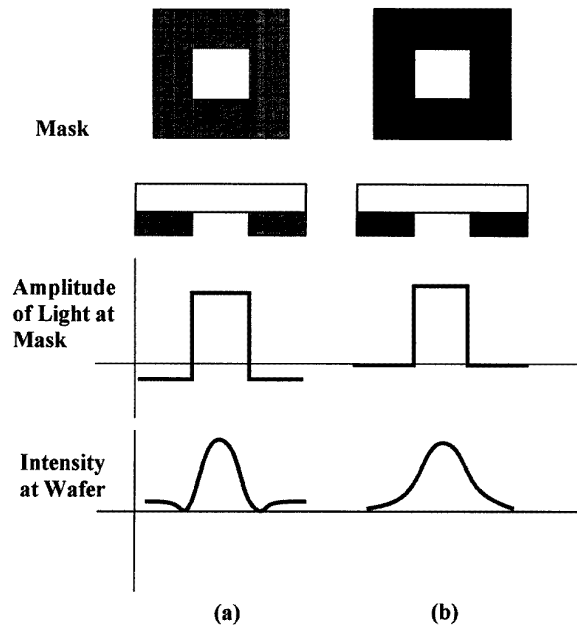 Mask
Amplitude
of Light at
Mask
Intensity
at Wafer
(a)
(b)